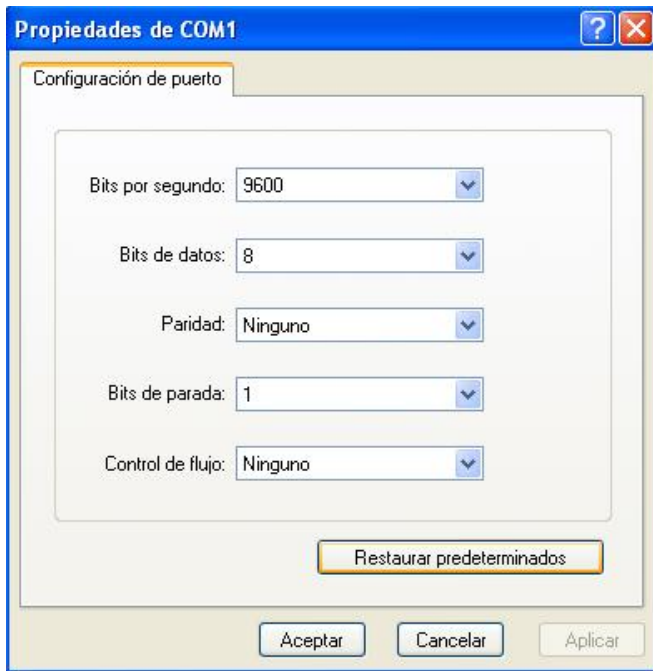 Propiedades de COM1
Configuración de puerto
Bits por segundo: 9600
Bits de datos: 8
Paridad: Ninguno
Bits de parada: 1
Control de flujo: Ninguno
Restaurar predeterminados
Aceptar Cancelar Aplicar